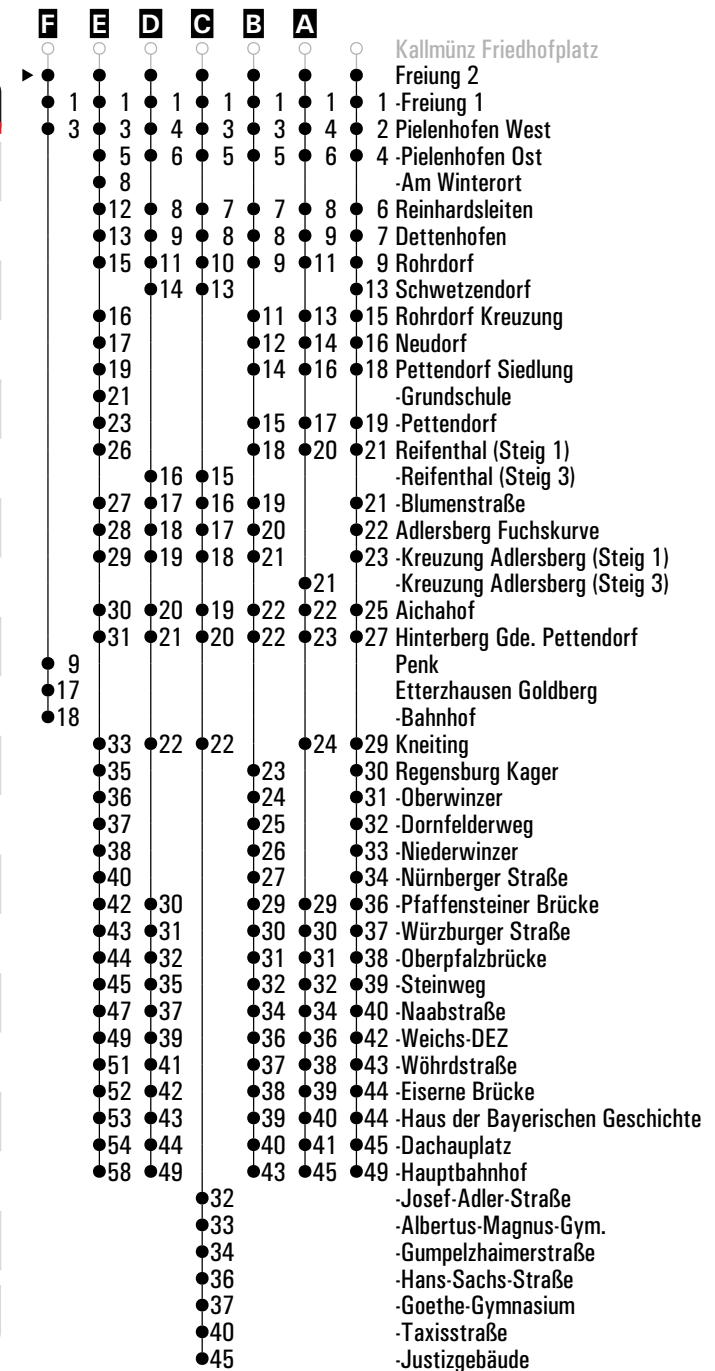 F E D C B A
Kallmünz Friedhofplatz
Freiung 2
1 1 1 1 1 1 1 -Freiung 1
3 3 4 3 3 4 2 Pielenhofen West
5 6 5 5 6 4 -Pielenhofen Ost
8 -Am Winterort
12 8 7 7 8 6 Reinhardsleiten
13 9 8 8 9 7 Dettenhofen
15 11 10 9 11 9 Rohrdorf
14 13 13 Schwetzendorf
16 11 13 15 Rohrdorf Kreuzung
17 12 14 16 Neudorf
19 14 16 18 Pettendorf Siedlung
21 -Grundschule
23 15 17 19 -Pettendorf
26 18 20 21 Reifenthal (Steig 1)
16 15 -Reifenthal (Steig 3)
27 17 16 19 21 -Blumenstraße
28 18 17 20 22 Adlersberg Fuchskurve
29 19 18 21 23 -Kreuzung Adlersberg (Steig 1)
21 -Kreuzung Adlersberg (Steig 3)
30 20 19 22 22 25 Aichahof
31 21 20 22 23 27 Hinterberg Gde. Pettendorf
9 Penk
17 Etterzhausen Goldberg
18 -Bahnhof
33 22 22 24 29 Kneiting
35 23 30 Regensburg Kager
36 24 31 -Oberwinzer
37 25 32 -Dornfelderweg
38 26 33 -Niederwinzer
40 27 34 -Nürnberger Straße
42 30 29 29 36 -Pfaffensteiner Brücke
43 31 30 30 37 -Würzburger Straße
44 32 31 31 38 -Oberpfalzbrücke
45 35 32 32 39 -Steinweg
47 37 34 34 40 -Naabstraße
49 39 36 36 42 -Weichs-DEZ
51 41 37 38 43 -Wöhrdstraße
52 42 38 39 44 -Eiserne Brücke
53 43 39 40 44 -Haus der Bayerischen Geschichte
54 44 40 41 45 -Dachauplatz
58 49 43 45 49 -Hauptbahnhof
32 -Josef-Adler-Straße
33 -Albertus-Magnus-Gym.
34 -Gumpelzhaimerstraße
36 -Hans-Sachs-Straße
37 -Goethe-Gymnasium
40 -Taxisstraße
45 -Justizgebäude